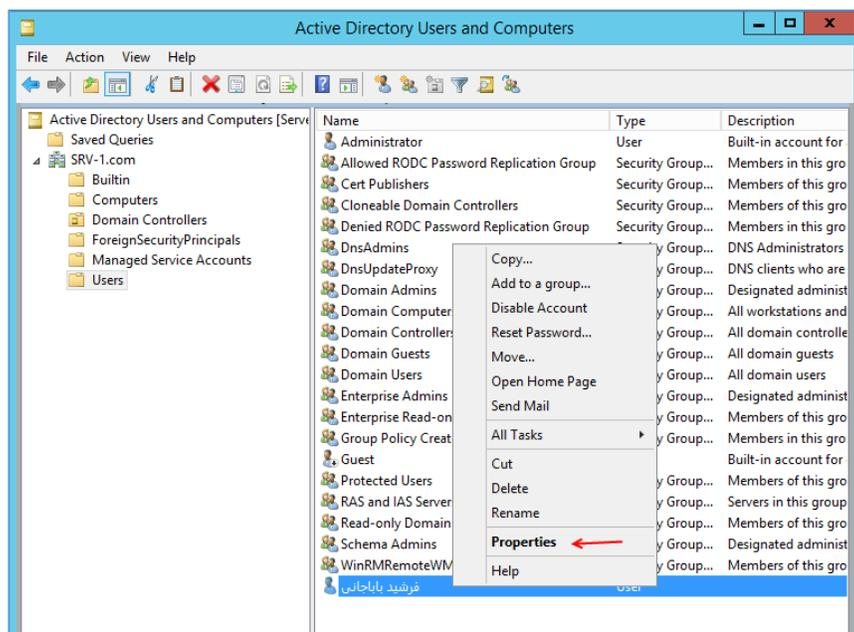 Active Directory Users and Computers
File Action View Help
Active Directory Users and Computers [Serve
Saved Queries
SRV-1.com
Builtin
Computers
Domain Controllers
ForeignSecurityPrincipals
Managed Service Accounts
Users
Name Type Description
Administrator User Built-in account for
Allowed RODC Password Replication Group Security Group... Members in this gro
Cert Publishers Security Group... Members of this gro
Cloneable Domain Controllers Security Group... Members of this gro
Denied RODC Password Replication Group Security Group... Members in this gro
DnsAdmins DNS Administrators
DnsUpdateProxy y Group... DNS clients who are
Domain Admins y Group... Designated administ
Domain Computer y Group... All workstations and
Domain Controllers y Group... All domain controlle
Domain Guests y Group... All domain guests
Domain Users y Group... All domain users
Enterprise Admins y Group... Designated administ
Enterprise Read-on y Group... Members of this gro
Group Policy Creat y Group... Members in this gro
Guest Built-in account for
Protected Users y Group... Members of this gro
RAS and IAS Server y Group... Servers in this group
Read-only Domain y Group... Members of this gro
Schema Admins y Group... Designated administ
WinRMRemoteWM y Group... Members of this gro
فرشید باباجانی User
Copy...
Add to a group...
Disable Account
Reset Password...
Move...
Open Home Page
Send Mail
All Tasks
Cut
Delete
Rename
Properties
Help